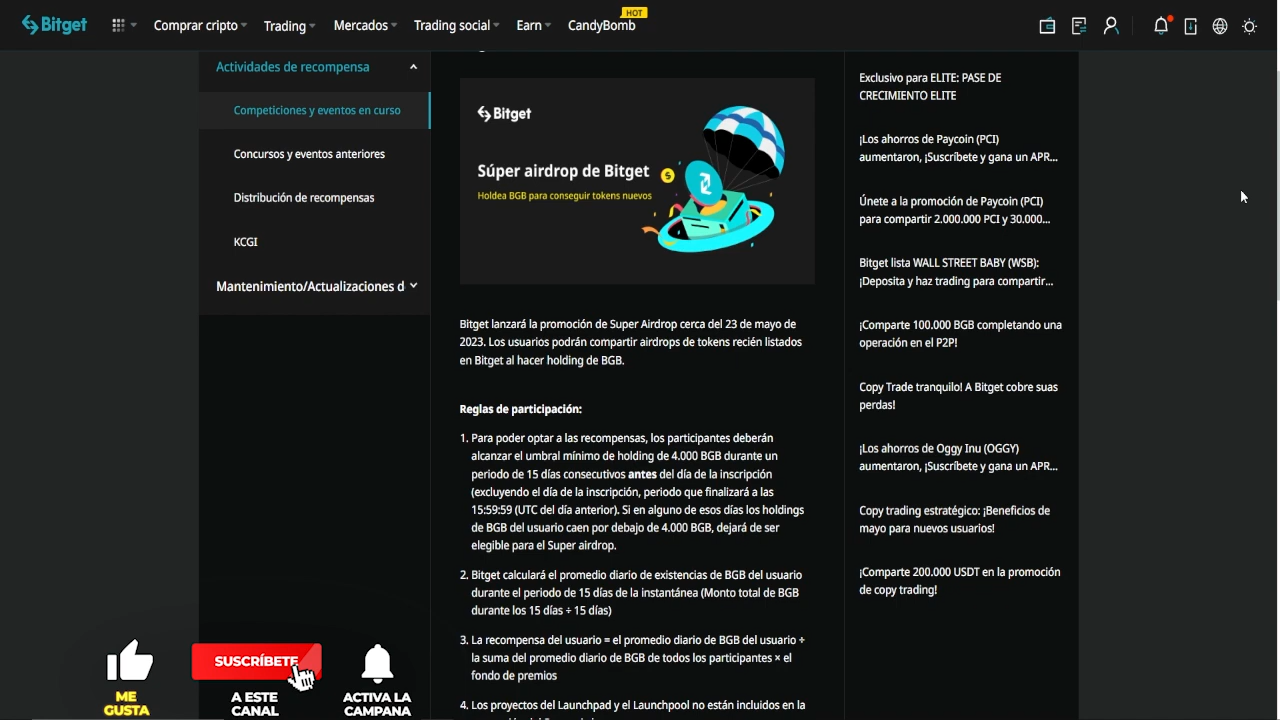 Bitget
Comprar cripto
Trading
Mercados
Trading social
Earn
CandyBomb
HOT
Actividades de recompensa
Competiciones y eventos en curso
Concursos y eventos anteriores
Distribución de recompensas
KCGI
Mantenimiento/Actualizaciones d
Bitget
Súper airdrop de Bitget
Holdea BGB para conseguir tokens nuevos
Bitget lanzará la promoción de Super Airdrop cerca del 23 de mayo de
2023. Los usuarios podrán compartir airdrops de tokens recién listados
en Bitget al hacer holding de BGB.
Reglas de participación:
1. Para poder optar a las recompensas, los participantes deberán
alcanzar el umbral mínimo de holding de 4.000 BGB durante un
periodo de 15 días consecutivos antes del día de la inscripción
(excluyendo el día de la inscripción, periodo que finalizará a las
15:59:59 (UTC del día anterior). Si en alguno de esos días los holdings
de BGB del usuario caen por debajo de 4.000 BGB, dejará de ser
elegible para el Super airdrop.
2. Bitget calculará el promedio diario de existencias de BGB del usuario
durante el periodo de 15 días de la instantánea (Monto total de BGB
durante los 15 días ÷ 15 días)
3. La recompensa del usuario = el promedio diario de BGB del usuario ÷
la suma del promedio diario de BGB de todos los participantes × el
fondo de premios
4. Los proyectos del Launchpad y el Launchpool no están incluidos en la
Exclusivo para ELITE: PASE DE
CRECIMIENTO ELITE
¡Los ahorros de Paycoin (PCI)
aumentaron, ¡Suscríbete y gana un APR...
Únete a la promoción de Paycoin (PCI)
para compartir 2.000.000 PCI y 30.000...
Bitget lista WALL STREET BABY (WSB):
¡Deposita y haz trading para compartir...
¡Comparte 100.000 BGB completando una
operación en el P2P!
Copy Trade tranquilo! A Bitget cobre suas
perdas!
¡Los ahorros de Oggy Inu (OGGY)
aumentaron, ¡Suscríbete y gana un APR...
Copy trading estratégico: ¡Beneficios de
mayo para nuevos usuarios!
¡Comparte 200.000 USDT en la promoción
de copy trading!
ME
GUSTA
SUSCRÍBETE
A ESTE
CANAL
ACTIVA LA
CAMPANA